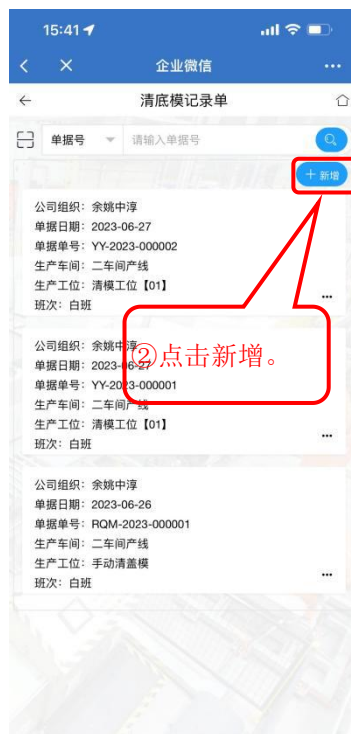 15:41
企业微信
清底模记录单
单据号 请输入单据号
+ 新增
公司组织：余姚中淳
单据日期：2023-06-27
单据单号：YY-2023-000002
生产车间：二车间产线
生产工位：清模工位【01】
班次：白班
公司组织：余姚中淳
单据日期：2023-06-27
②点击新增。
单据单号：YY-2023-000001
生产车间：二车间产线
生产工位：清模工位【01】
班次：白班
公司组织：余姚中淳
单据日期：2023-06-26
单据单号：RQM-2023-000001
生产车间：二车间产线
生产工位：手动清盖模
班次：白班